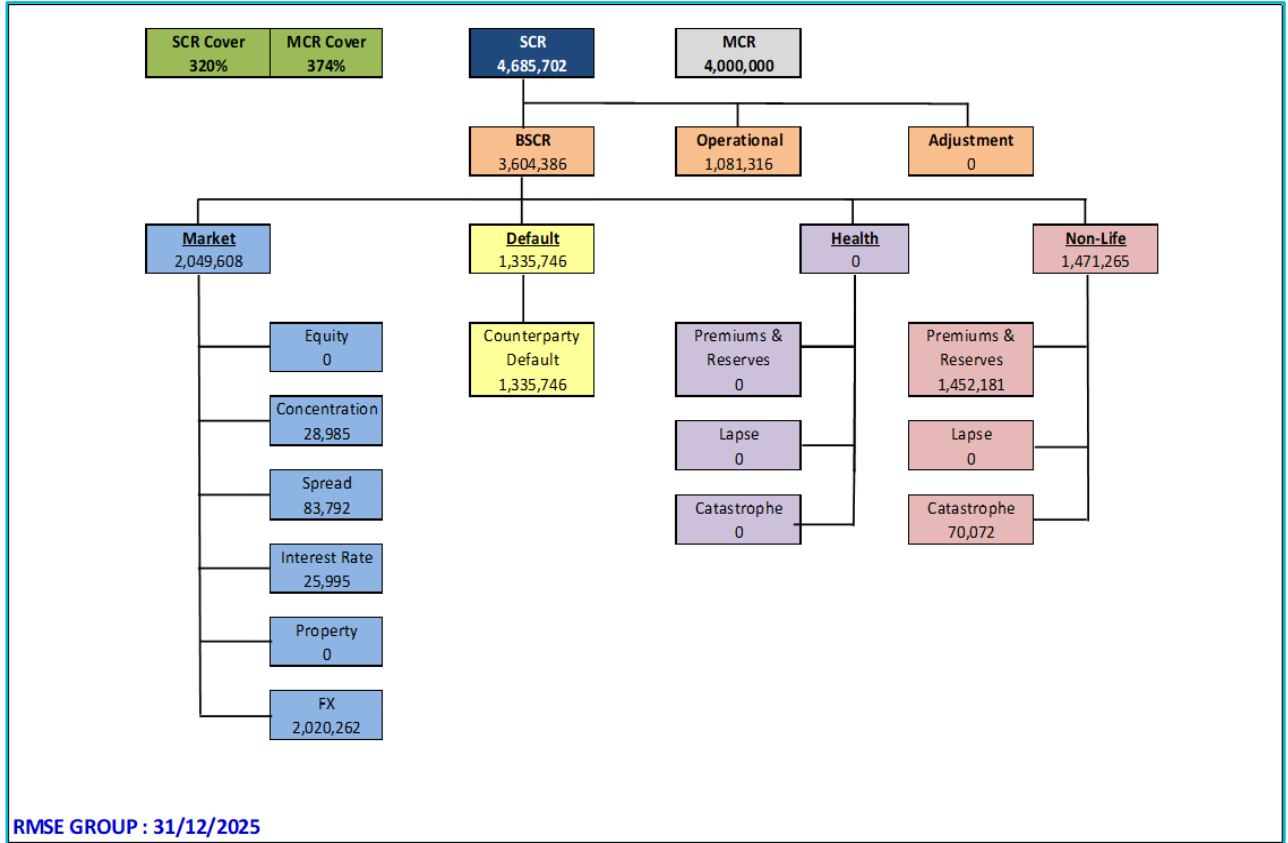 SCR Cover
320%
MCR Cover
374%
SCR
4,685,702
MCR
4,000,000
BSCR
3,604,386
Operational
1,081,316
Adjustment
0
Market
2,049,608
Default
1,335,746
Health
0
Non-Life
1,471,265
Equity
0
Concentration
28,985
Spread
83,792
Interest Rate
25,995
Property
0
FX
2,020,262
Counterparty
Default
1,335,746
Premiums &
Reserves
0
Lapse
0
Catastrophe
0
Premiums &
Reserves
1,452,181
Lapse
0
Catastrophe
70,072
RMSE GROUP : 31/12/2025